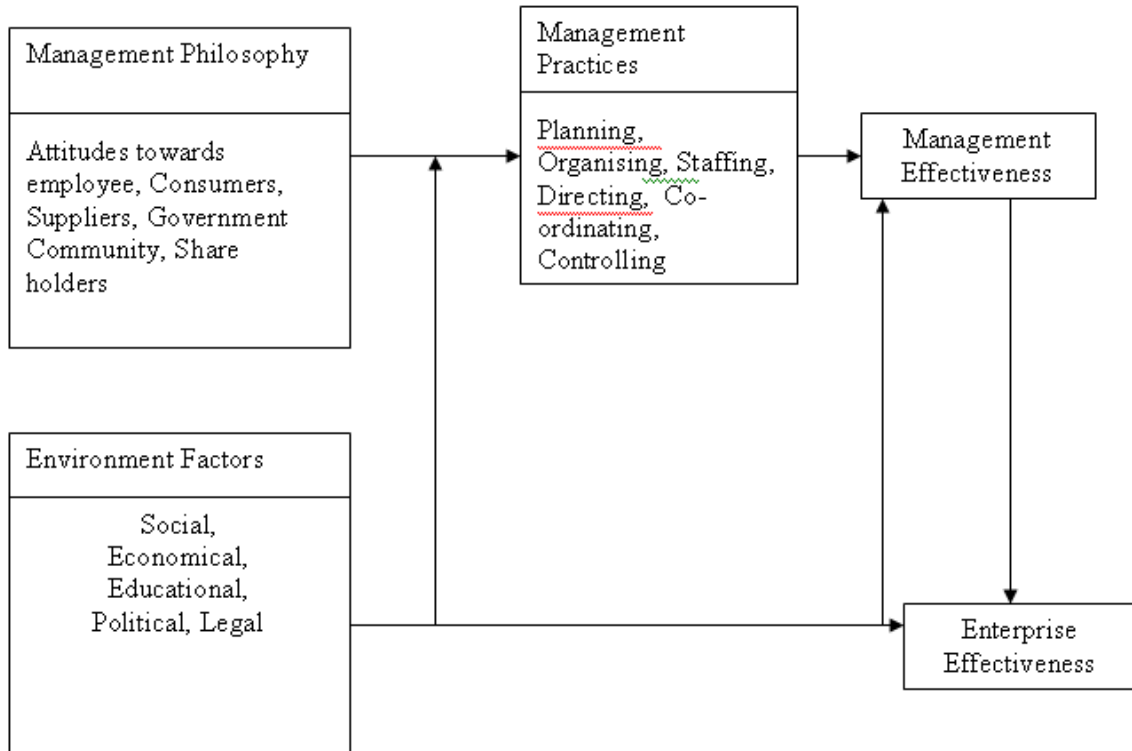 Management Philosophy
Attitudes towards
employee, Consumers,
Suppliers, Government
Community, Share
holders
Management
Practices
Planning,
Organising, Staffing,
Directing, Co-
ordinating,
Controlling
Management
Effectiveness
Environment Factors
Social,
Economical,
Educational,
Political, Legal
Enterprise
Effectiveness